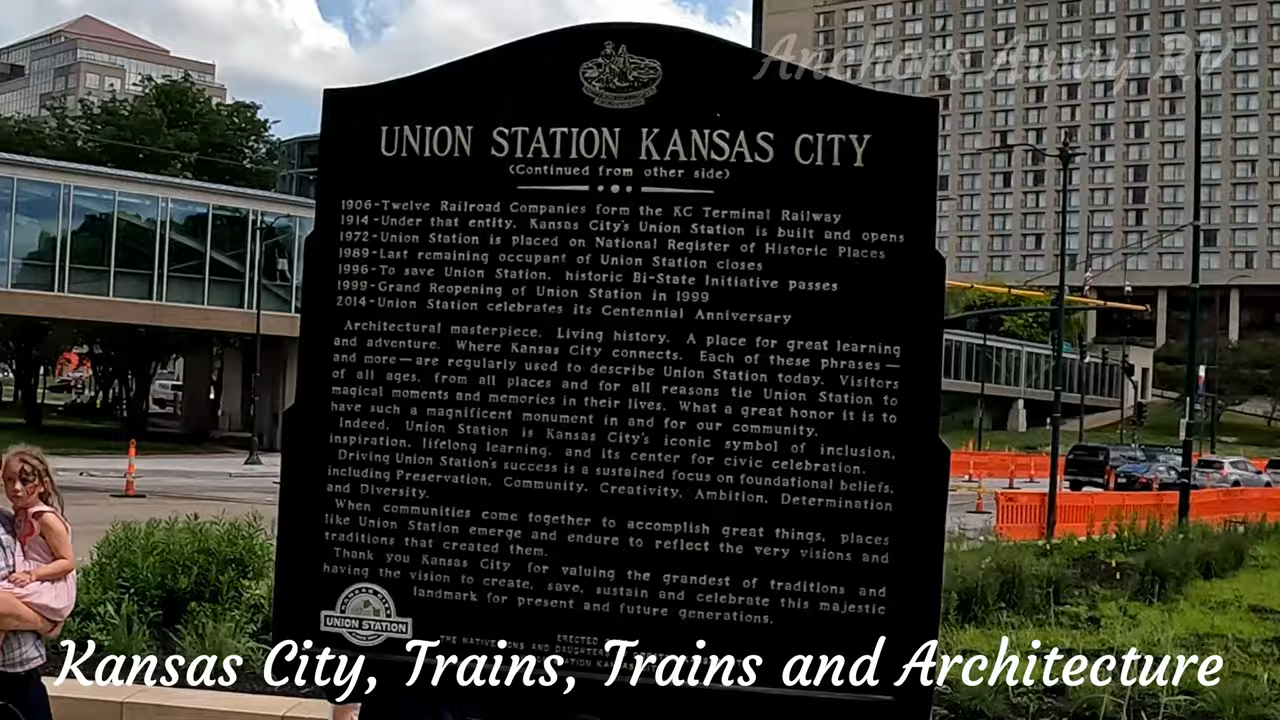 Anchors Away RV
UNION STATION KANSAS CITY
(Continued from other side)
1906-Twelve Railroad Companies form the KC Terminal Railway
1914-Under that entity, Kansas City's Union Station is built and opens
1972-Union Station is placed on National Register of Historic Places
1989-Last remaining occupant of Union Station closes
1996-To save Union Station, historic Bi-State Initiative passes
1999-Grand Reopening of Union Station in 1999
2014-Union Station celebrates its Centennial Anniversary
Architectural masterpiece. Living history. A place for great learning
and adventure. Where Kansas City connects. Each of these phrases—
and more—are regularly used to describe Union Station today. Visitors
of all ages, from all places and for all reasons tie Union Station to
magical moments and memories in their lives. What a great honor it is to
have such a magnificent monument in and for our community.
Indeed, Union Station is Kansas City's iconic symbol of inclusion,
inspiration, lifelong learning, and its center for civic celebration.
Driving Union Station's success is a sustained focus on foundational beliefs,
including Preservation, Community, Creativity, Ambition, Determination
and Diversity.
When communities come together to accomplish great things, places
like Union Station emerge and endure to reflect the very visions and
traditions that created them.
Thank you Kansas City for valuing the grandest of traditions and
having the vision to create, save, sustain and celebrate this majestic
landmark for present and future generations.
KANSAS CITY
UNION STATION
ERECTED
THE NATIVE SONS AND DAUGHTERS
Kansas City, Trains, Trains and Architecture